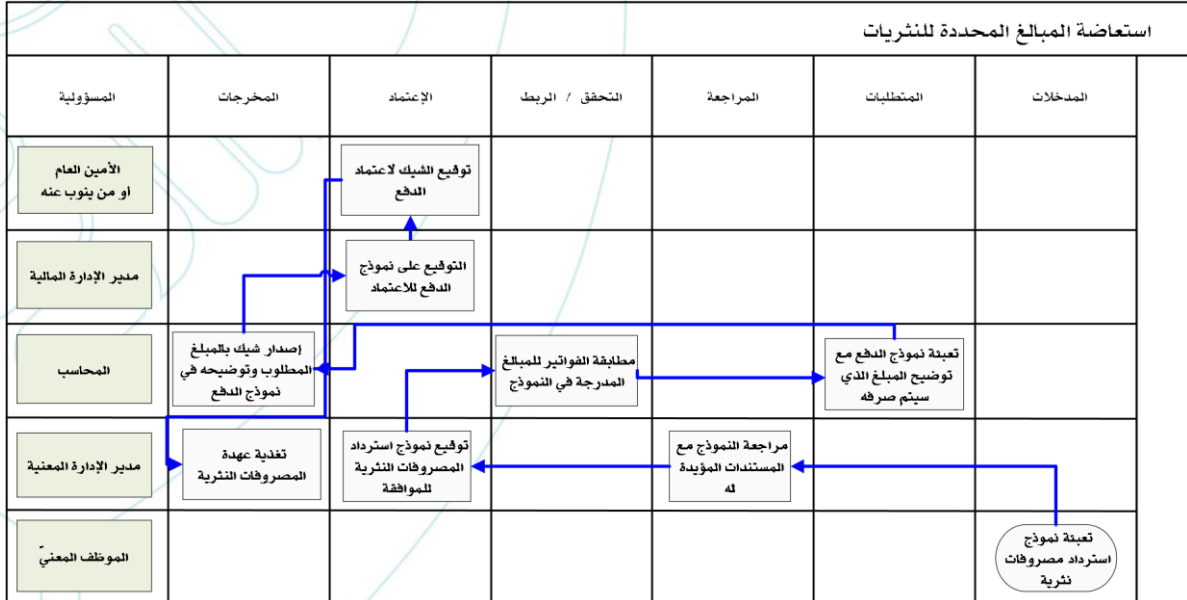 استعاضة المبالغ المحددة للنثريات
المدخلات
المتطلبات
المراجعة
التحقق / الربط
الإعتماد
المخرجات
المسؤولية
توقيع الشيك لاعتماد
الدفع
الأمين العام
أو من ينوب عنه
التوقيع على نموذج
الدفع للاعتماد
مدير الإدارة المالية
تعبئة نموذج الدفع مع
توضيح المبلغ الذي
سيتم صرفه
مطابقة الفواتير للمبالغ
المدرجة في النموذج
إصدار شيك بالمبلغ
المطلوب وتوضيحه في
نموذج الدفع
المحاسب
مراجعة النموذج مع
المستندات المؤيدة
له
توقيع نموذج استرداد
المصروفات النثرية
للموافقة
تغذية عهدة
المصروفات النثرية
مدير الإدارة المعنية
تعبئة نموذج
استرداد مصروفات
نثرية
الموظف المعنيّ